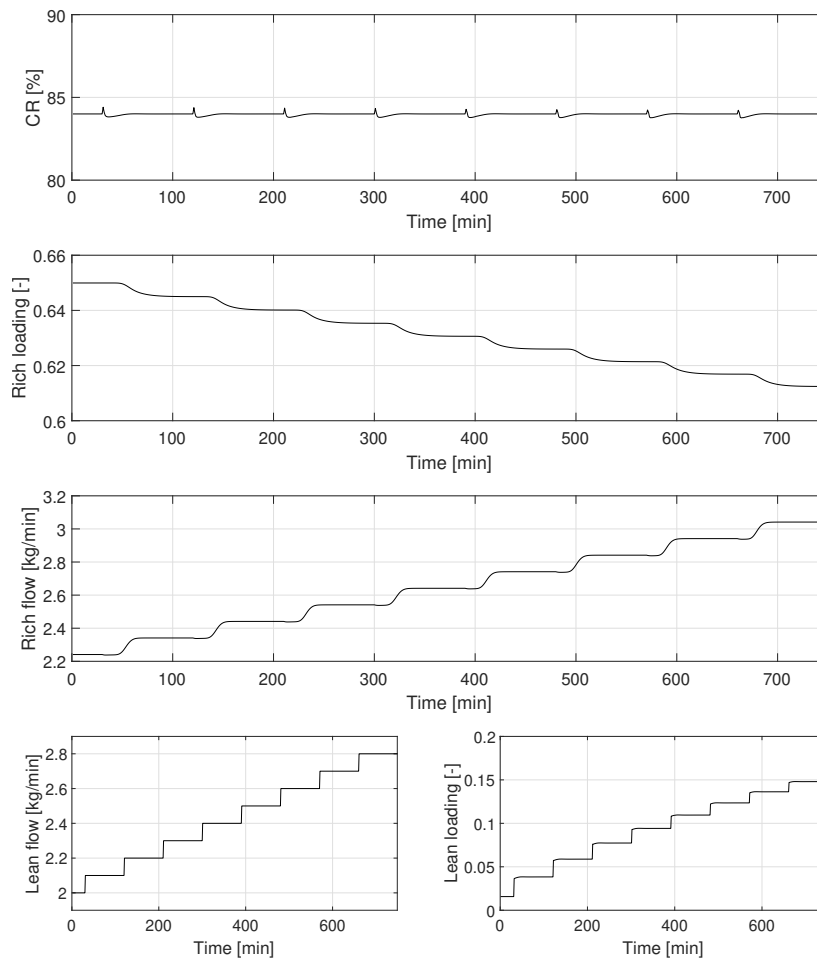 90
85
80
CR [%]
0 100 200 300 400 500 600 700
Time [min]
0.66
0.64
0.62
0.6
Rich loading [-]
0 100 200 300 400 500 600 700
Time [min]
3.2
3
2.8
2.6
2.4
2.2
Rich flow [kg/min]
0 100 200 300 400 500 600 700
Time [min]
2.8
2.6
2.4
2.2
2
Lean flow [kg/min]
0 200 400 600
Time [min]
0.2
0.15
0.1
0.05
0
Lean loading [-]
0 200 400 600
Time [min]